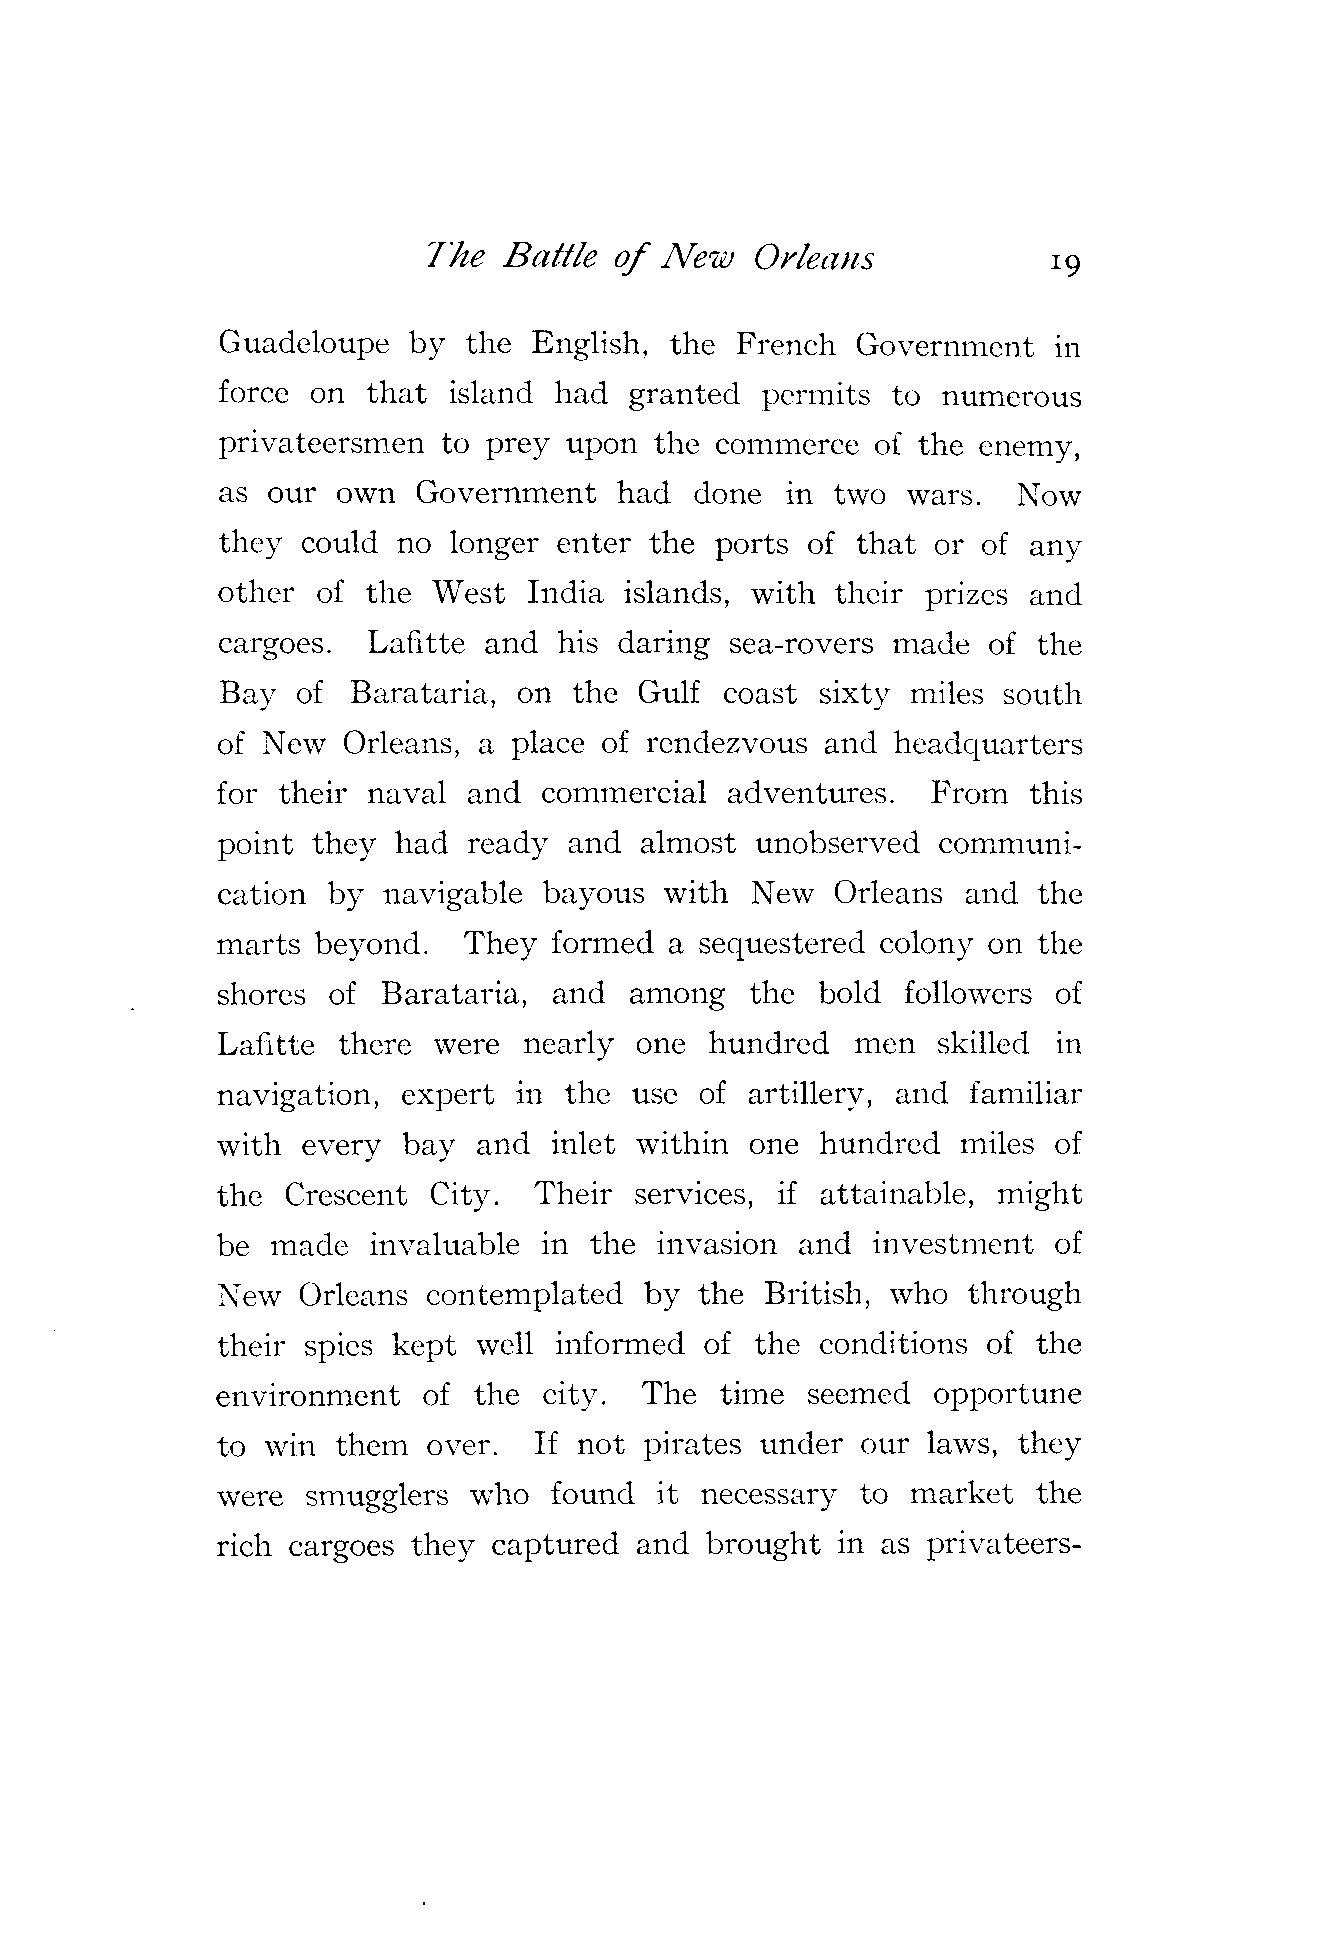 The Battle of New Orleans 19
Guadeloupe by the English, the French Government in
force on that island had granted permits to numerous
privateersmen to prey upon the commerce of the enemy,
as our own Government had done in two wars. Now
they could no longer enter the ports of that or of any
other of the West India islands, with their prizes and
cargoes. Lafitte and his daring sea-rovers made of the
Bay of Barataria, on the Gulf coast sixty miles south
of New Orleans, a place of rendezvous and headquarters
for their naval and commercial adventures. From this
point they had ready and almost unobserved communi-
cation by navigable bayous with New Orleans and the
marts beyond. They formed a sequestered colony on the
shores of Barataria, and among the bold followers of
Lafitte there were nearly one hundred men skilled in
navigation, expert in the use of artillery, and familiar
with every bay and inlet within one hundred miles of
the Crescent City. Their services, if attainable, might
be made invaluable in the invasion and investment of
New Orleans contemplated by the British, who through
their spies kept well informed of the conditions of the
environment of the city. The time seemed opportune
to win them over. If not pirates under our laws, they
were smugglers who found it necessary to market the
rich cargoes they captured and brought in as privateers-